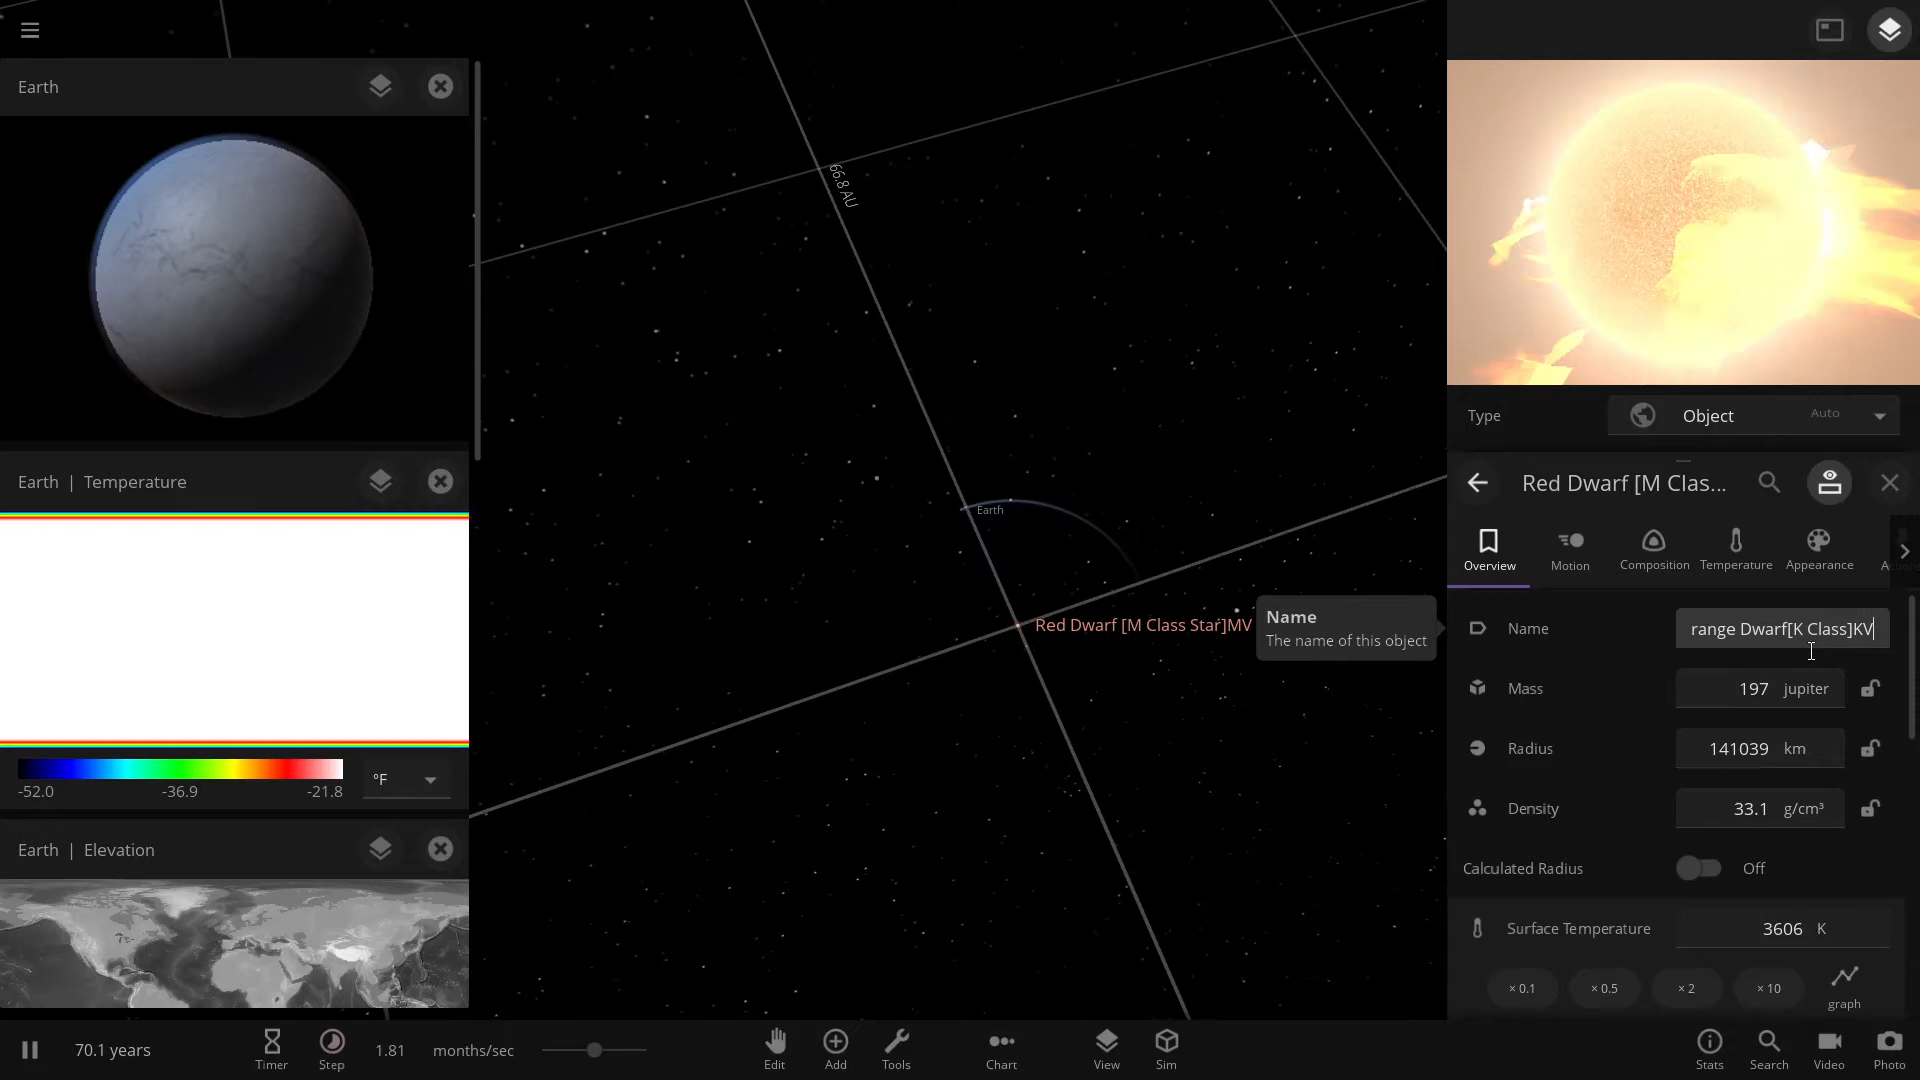 Earth
Earth | Temperature
-52.0 -36.9 -21.8 °F
Earth | Elevation
66.8 AU
Earth
Red Dwarf [M Class Star]MV
Name
The name of this object
Type Object Auto
Red Dwarf [M Clas...
Overview Motion Composition Temperature Appearance
Name range Dwarf[K Class]KV
Mass 197 jupiter
Radius 141039 km
Density 33.1 g/cm³
Calculated Radius Off
Surface Temperature 3606 K
× 0.1 × 0.5 × 2 × 10 graph
70.1 years Timer Step 1.81 months/sec Edit Add Tools Chart View Sim Stats Search Video Photo